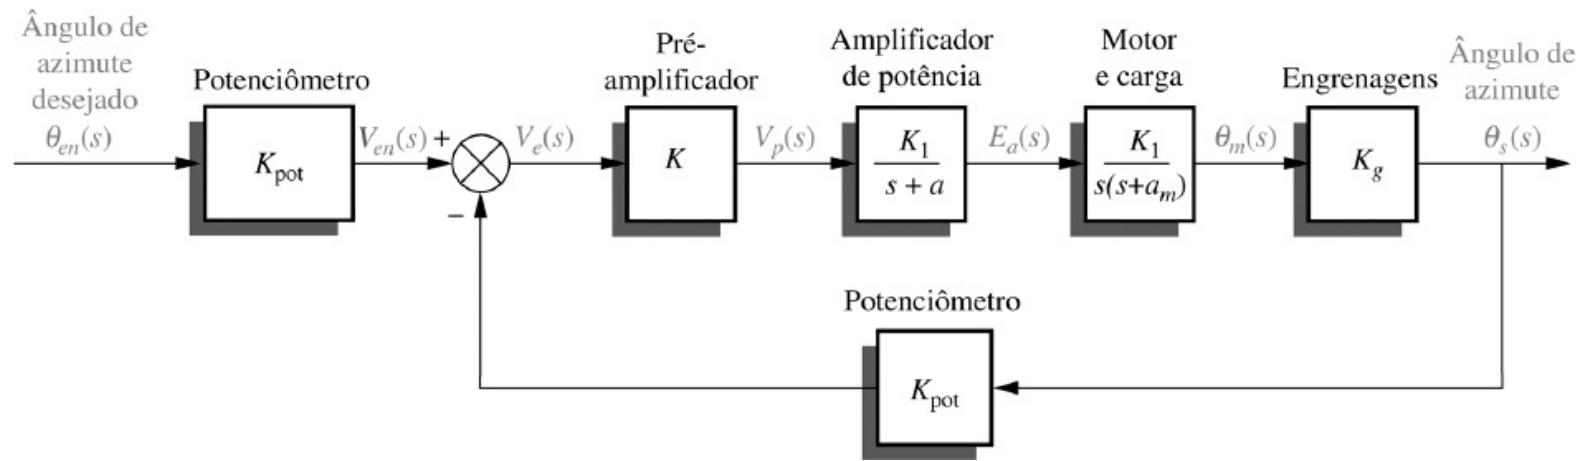 Ângulo de
azimute
desejado
θen(s)
Potenciômetro
Kpot
Ven(s)
+
−
Ve(s)
Pré-
amplificador
K
Vp(s)
Amplificador
de potência
K1
s + a
Ea(s)
Motor
e carga
K1
s(s+am)
θm(s)
Engrenagens
Kg
Ângulo de
azimute
θs(s)
Potenciômetro
Kpot